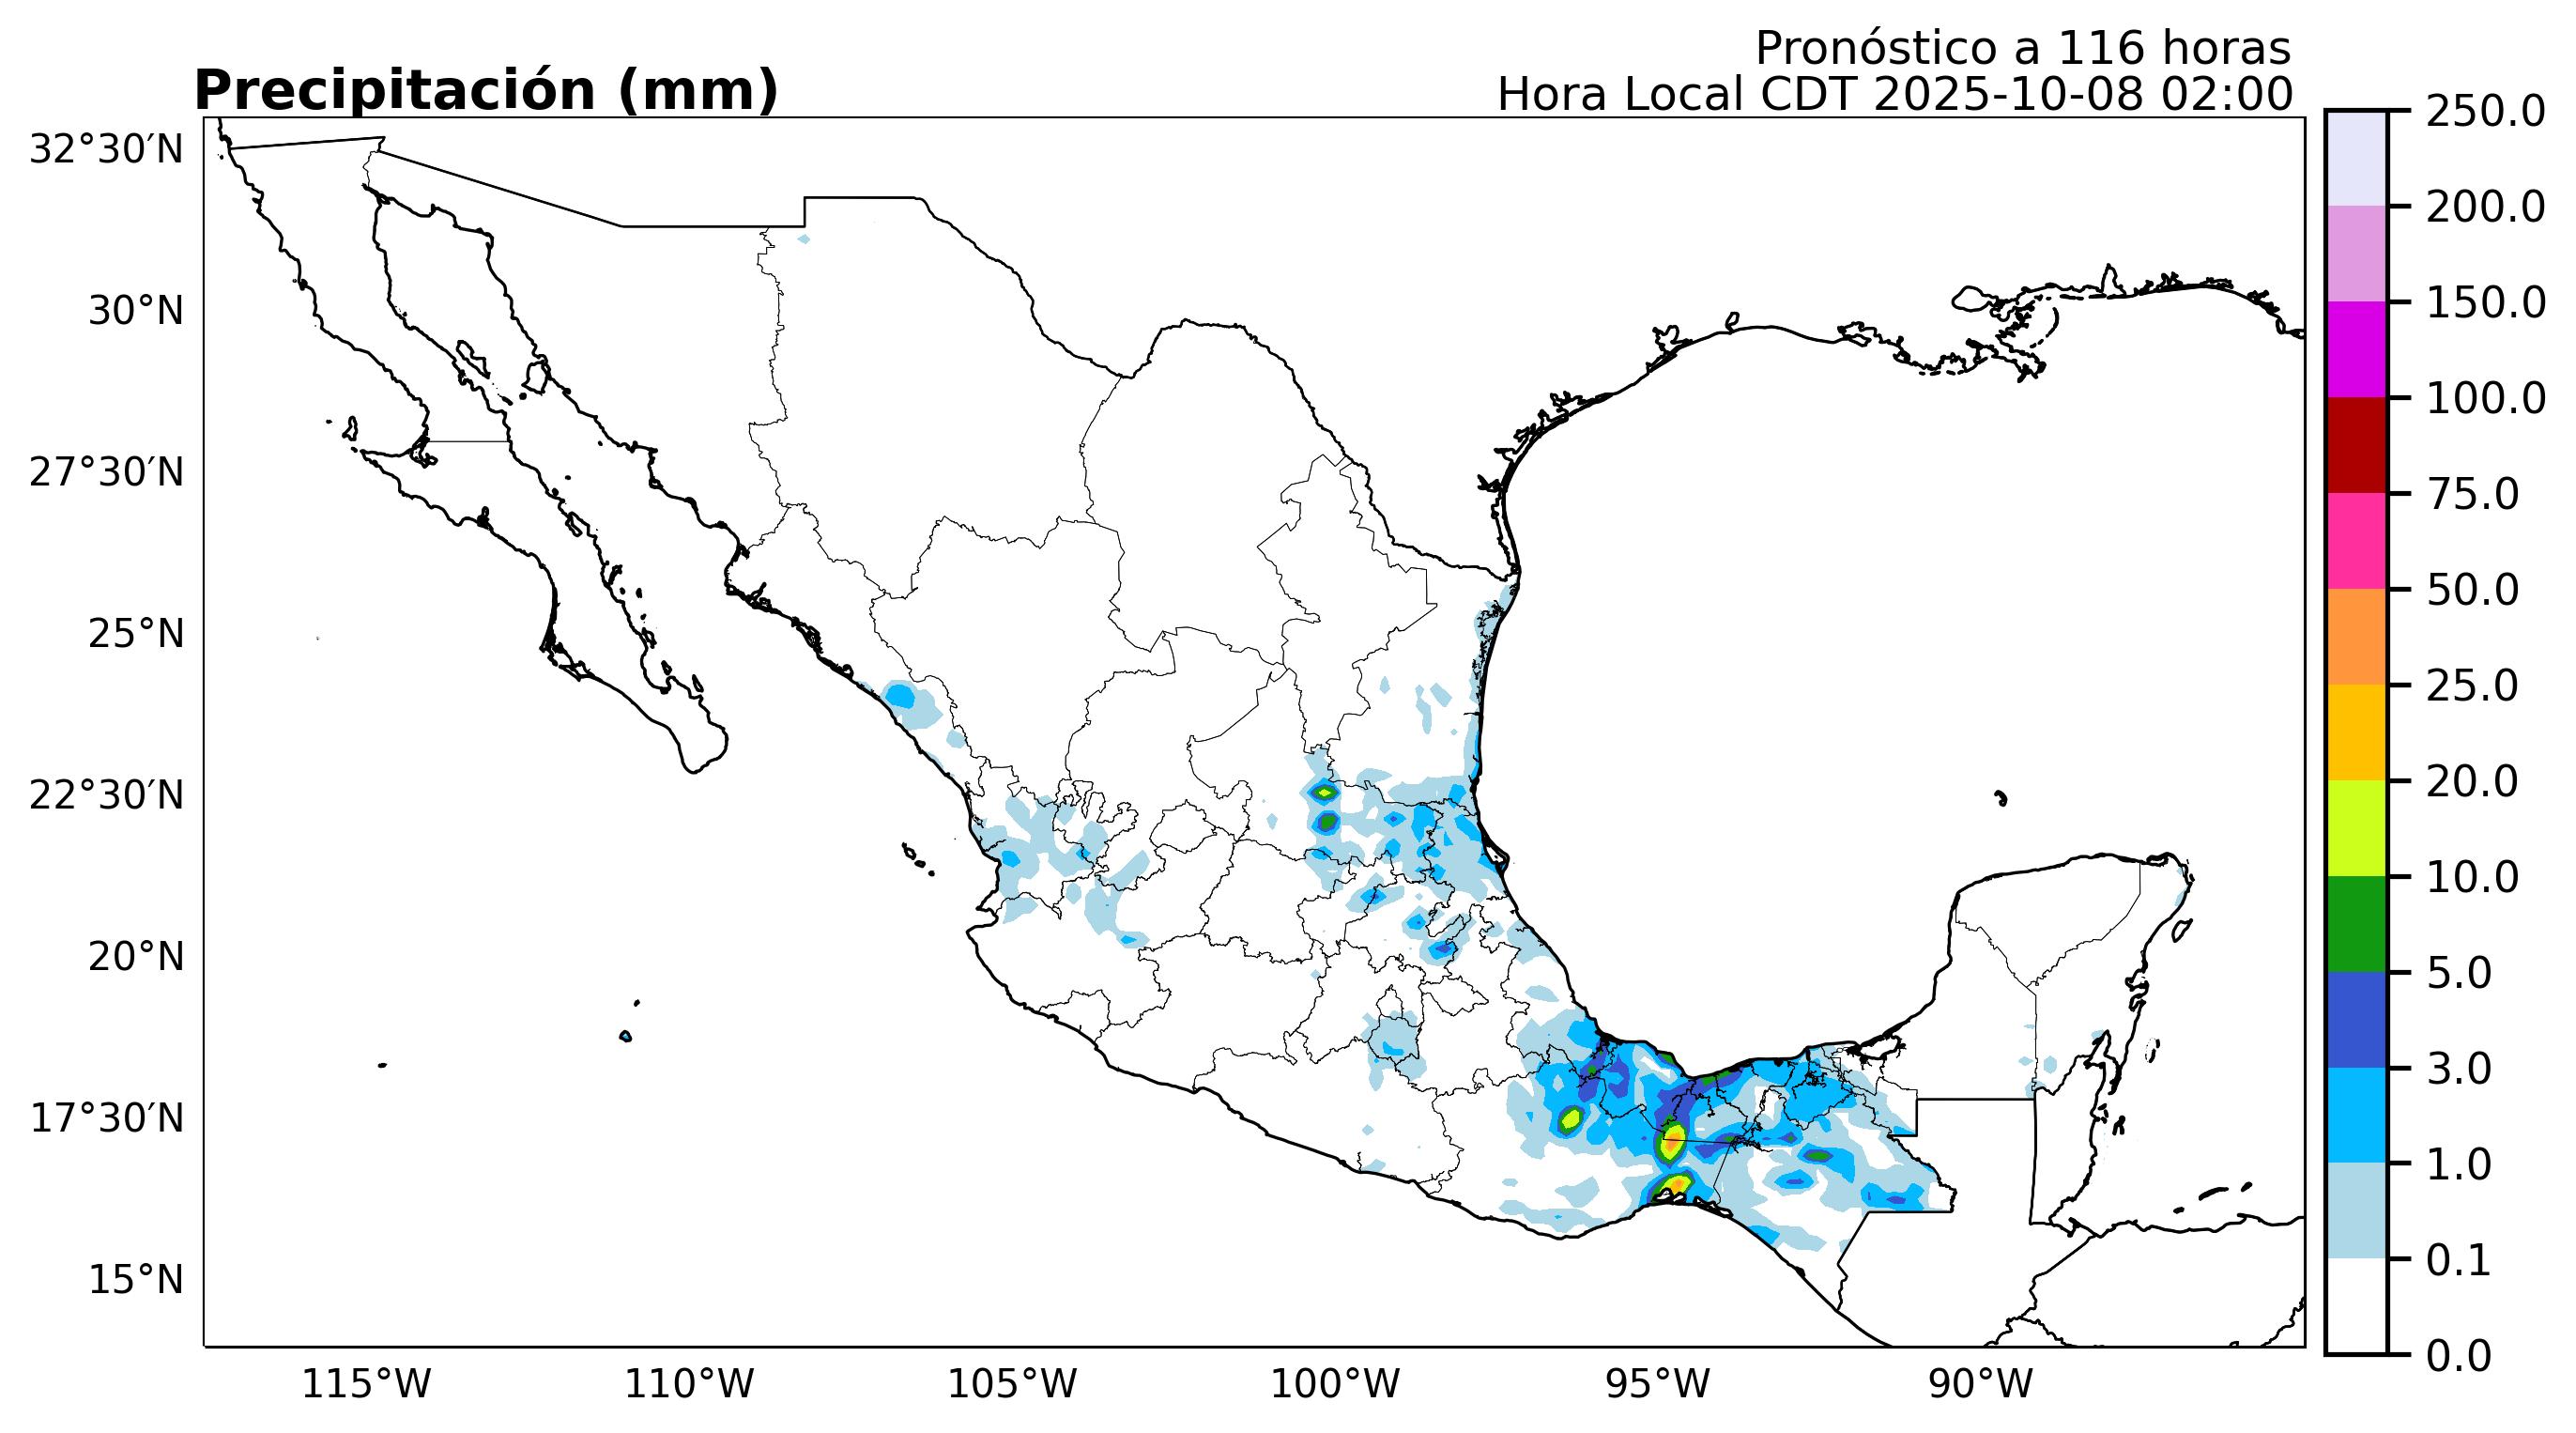 Pronóstico a 116 horas
Precipitación (mm)
Hora Local CDT 2025-10-08 02:00
32°30′N
30°N
27°30′N
25°N
22°30′N
20°N
17°30′N
15°N
115°W
110°W
105°W
100°W
95°W
90°W
250.0
200.0
150.0
100.0
75.0
50.0
25.0
20.0
10.0
5.0
3.0
1.0
0.1
0.0